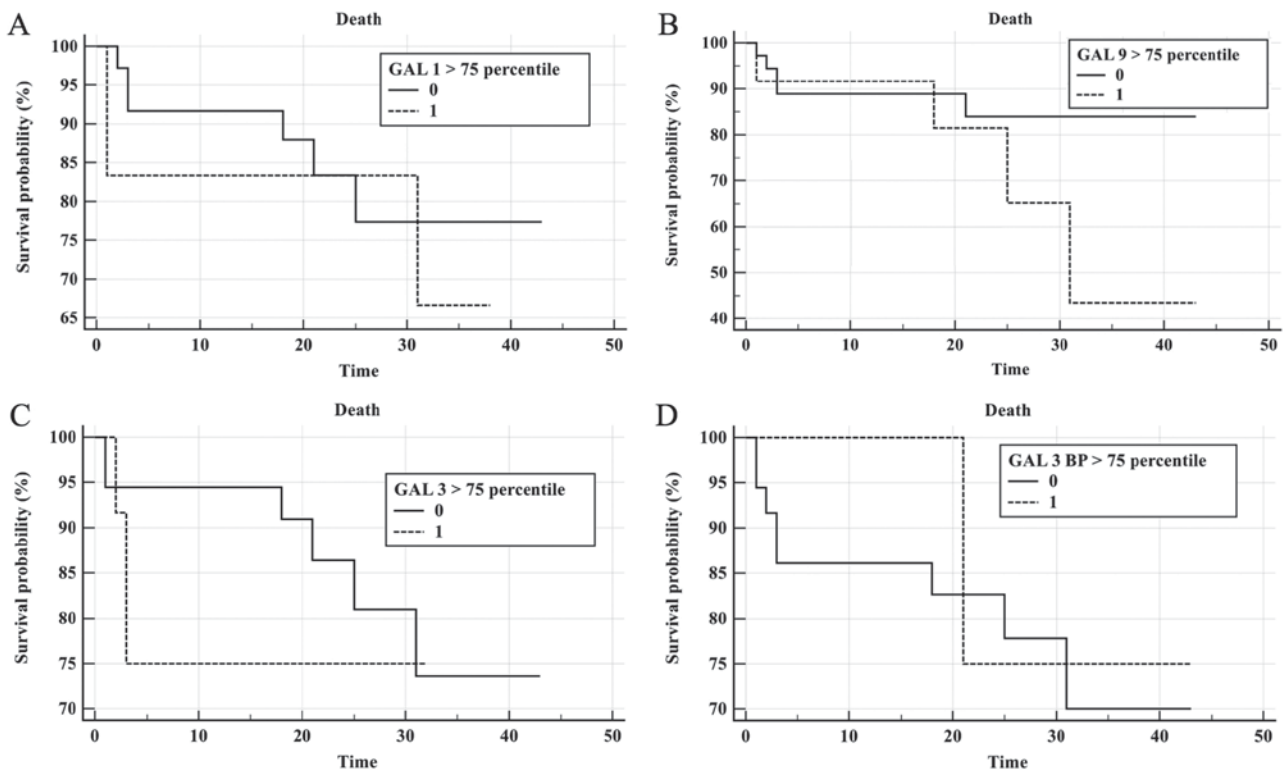 A
Death
Survival probability (%)
100
95
90
85
80
75
70
65
GAL 1 > 75 percentile
0
1
0 10 20 30 40 50
Time
B
Death
Survival probability (%)
100
90
80
70
60
50
40
GAL 9 > 75 percentile
0
1
0 10 20 30 40 50
Time
C
Death
Survival probability (%)
100
95
90
85
80
75
70
GAL 3 > 75 percentile
0
1
0 10 20 30 40 50
Time
D
Death
Survival probability (%)
100
95
90
85
80
75
70
GAL 3 BP > 75 percentile
0
1
0 10 20 30 40 50
Time